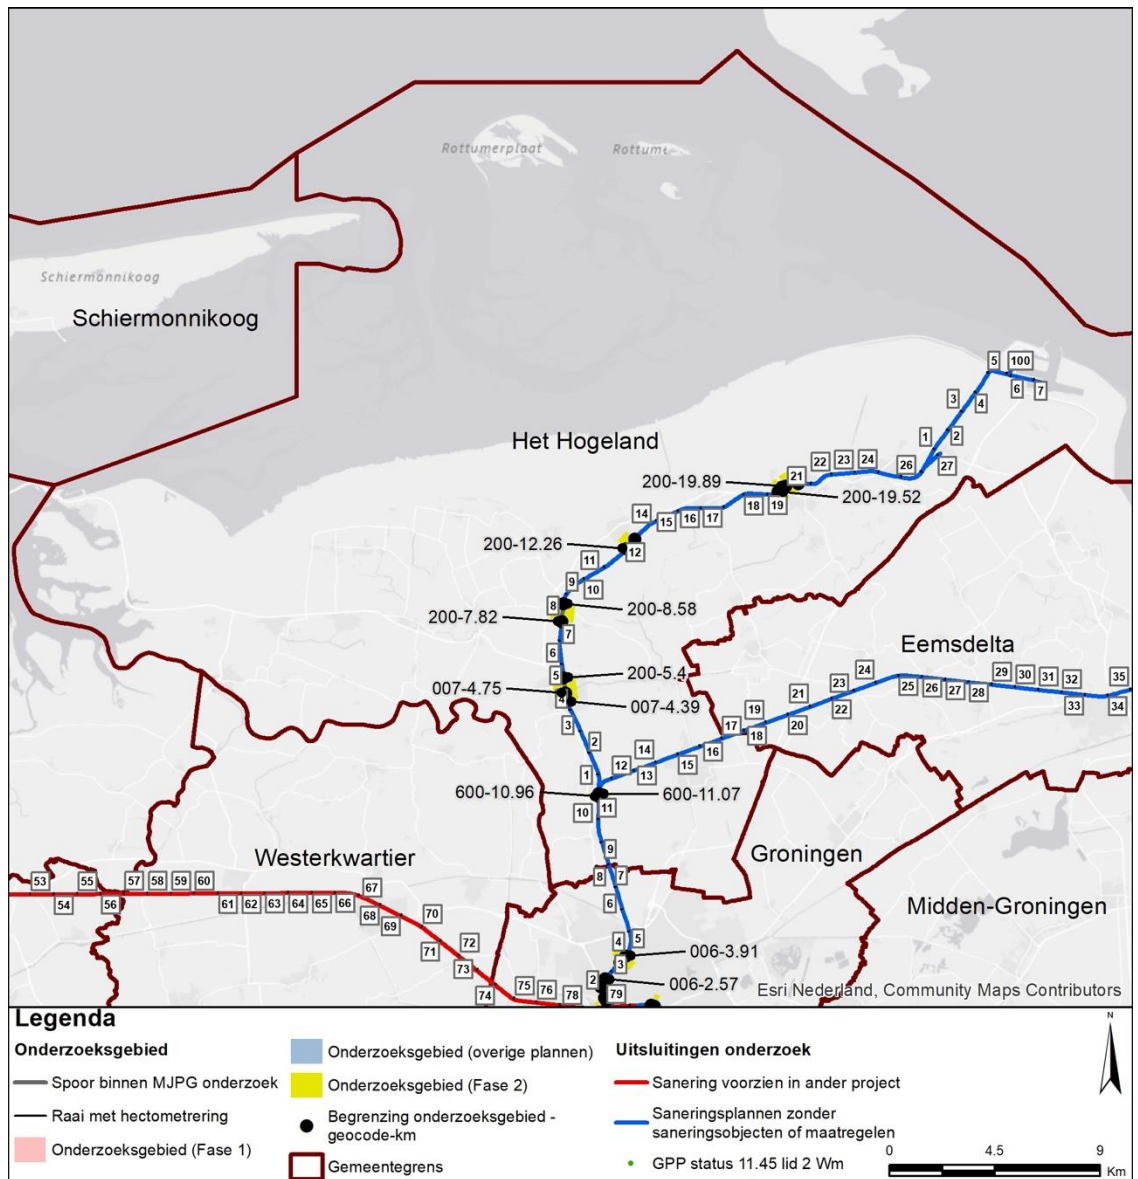 Rottumerplaat
Rottume
Schiermonnikoog
Schiermonnikoog
5 100
6 7
3 4
Het Hogeland
1 2
22 23 24 26 27
200-19.89 21
200-19.52
14 15 16 17 18 19
200-12.26 12
11
9 10
8 200-8.58
200-7.82 7
6
Eemsdelta
5 200-5.4
007-4.75 4
007-4.39
24 25 26 27 28 29 30 31 32 33 34 35
23 22
21 20
19 18
17 16
3
2
14 15
12 13
1
600-10.96 600-11.07
10 11
9
Westerkwartier
Groningen
8 7
6
Midden-Groningen
53 54 55 56 57 58 59 60 61 62 63 64 65 66 67 68 69 70 71 72 73 74 75 76 78 79
4 5
3 006-3.91
2 006-2.57
Esri Nederland, Community Maps Contributors
Legenda
Onderzoeksgebied
Spoor binnen MJPG onderzoek
Raai met hectometrering
Onderzoeksgebied (Fase 1)
Onderzoeksgebied (overige plannen)
Onderzoeksgebied (Fase 2)
Begrenzing onderzoeksgebied -
geocode-km
Gemeentegrens
Uitsluitingen onderzoek
Sanering voorzien in ander project
Saneringsplannen zonder
saneringsobjecten of maatregelen
GPP status 11.45 lid 2 Wm
N
0 4.5 9
Km